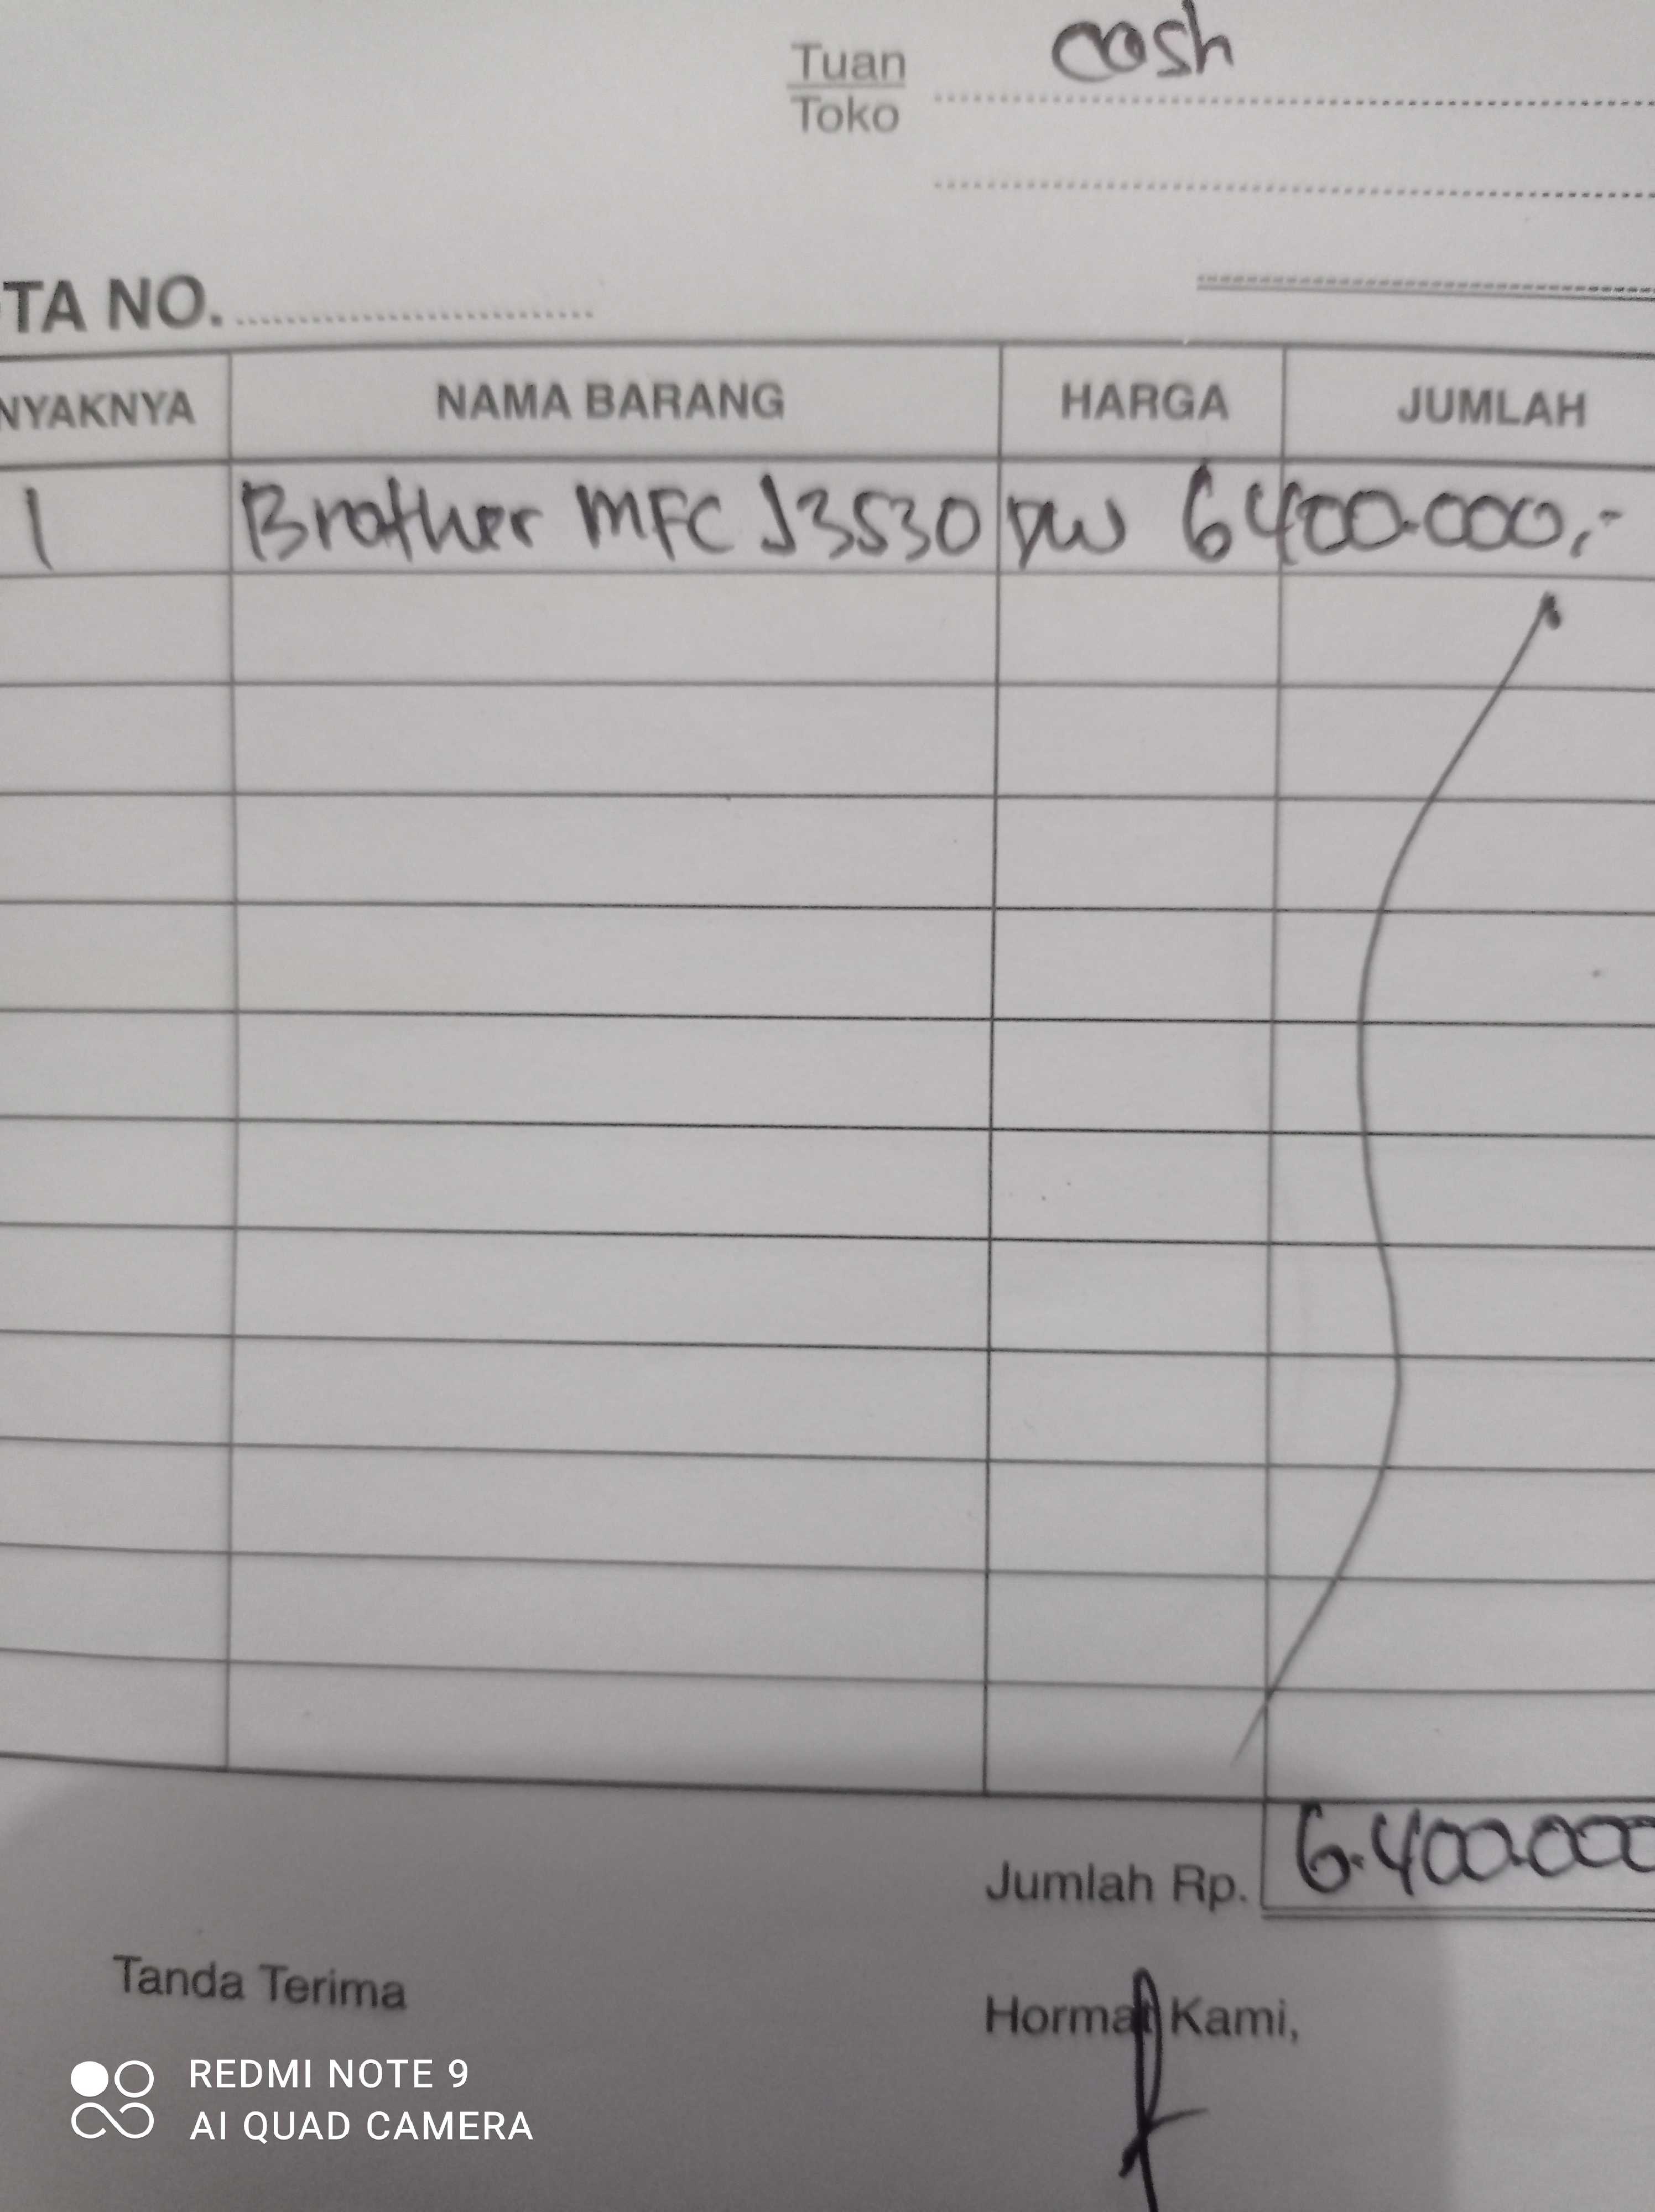 Tuan cash
Toko
TA NO.
NYAKNYA NAMA BARANG HARGA JUMLAH
1 Brother MFC J3530 DW 6400.000,-
Jumlah Rp. 6.400.000
Tanda Terima
Hormat Kami,
REDMI NOTE 9
AI QUAD CAMERA